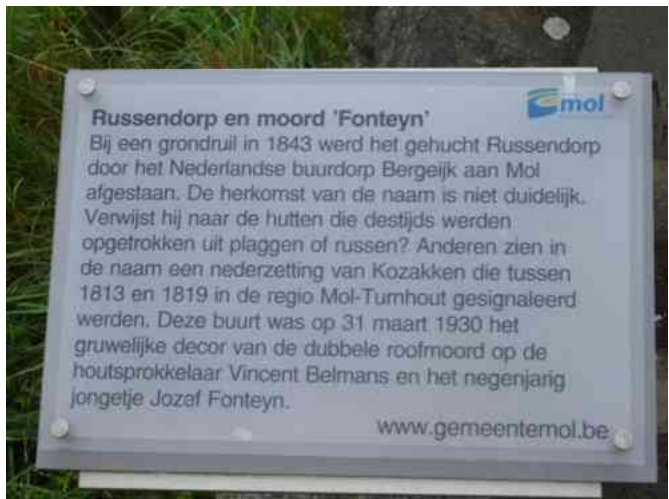 mol
Russendorp en moord 'Fonteyn'
Bij een grondruil in 1843 werd het gehucht Russendorp
door het Nederlandse buurdorp Bergeijk aan Mol
afgestaan. De herkomst van de naam is niet duidelijk.
Verwijst hij naar de hutten die destijds werden
opgetrokken uit plaggen of russen? Anderen zien in
de naam een nederzetting van Kozakken die tussen
1813 en 1819 in de regio Mol-Turnhout gesignaleerd
werden. Deze buurt was op 31 maart 1930 het
gruwelijke decor van de dubbele roofmoord op de
houtsprokkelaar Vincent Belmans en het negenjarig
jongetje Jozef Fonteyn.
www.gemeentemol.be